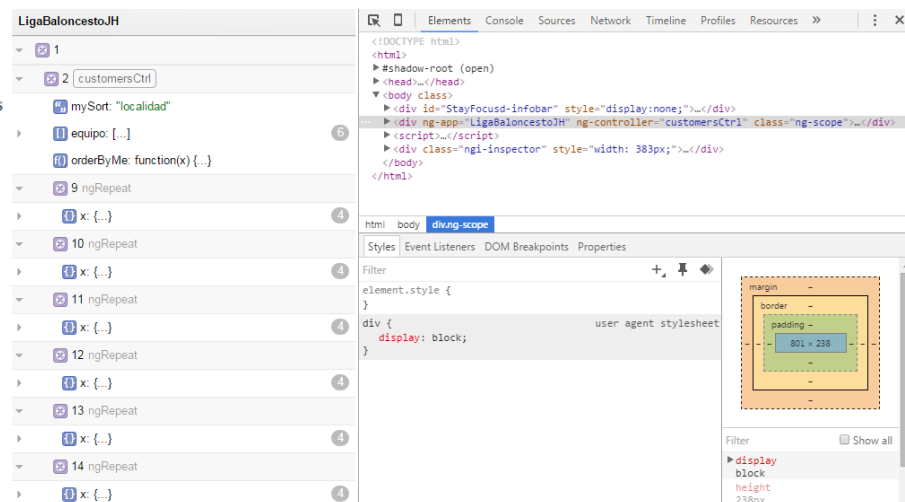 LigaBaloncestoJH
1
2 customersCtrl
s
mySort: "localidad"
equipo: [...] 6
orderByMe: function(x) {...}
9 ngRepeat
x: {...} 4
10 ngRepeat
x: {...} 4
11 ngRepeat
x: {...} 4
12 ngRepeat
x: {...} 4
13 ngRepeat
x: {...} 4
14 ngRepeat
x: {...} 4
Elements Console Sources Network Timeline Profiles Resources »
<!DOCTYPE html>
<html>
#shadow-root (open)
<head>…</head>
<body class>
<div id="StayFocusd-infobar" style="display:none;">…</div>
... <div ng-app="LigaBaloncestoJH" ng-controller="customersCtrl" class="ng-scope">…</div>
<script>…</script>
<div class="ngi-inspector" style="width: 383px;">…</div>
</body>
</html>
html body div.ng-scope
Styles Event Listeners DOM Breakpoints Properties
Filter
element.style {
}
div { user agent stylesheet
display: block;
}
margin –
border –
padding –
– – – 801 × 238 – – –
–
–
–
Filter Show all
display
block
height
238px